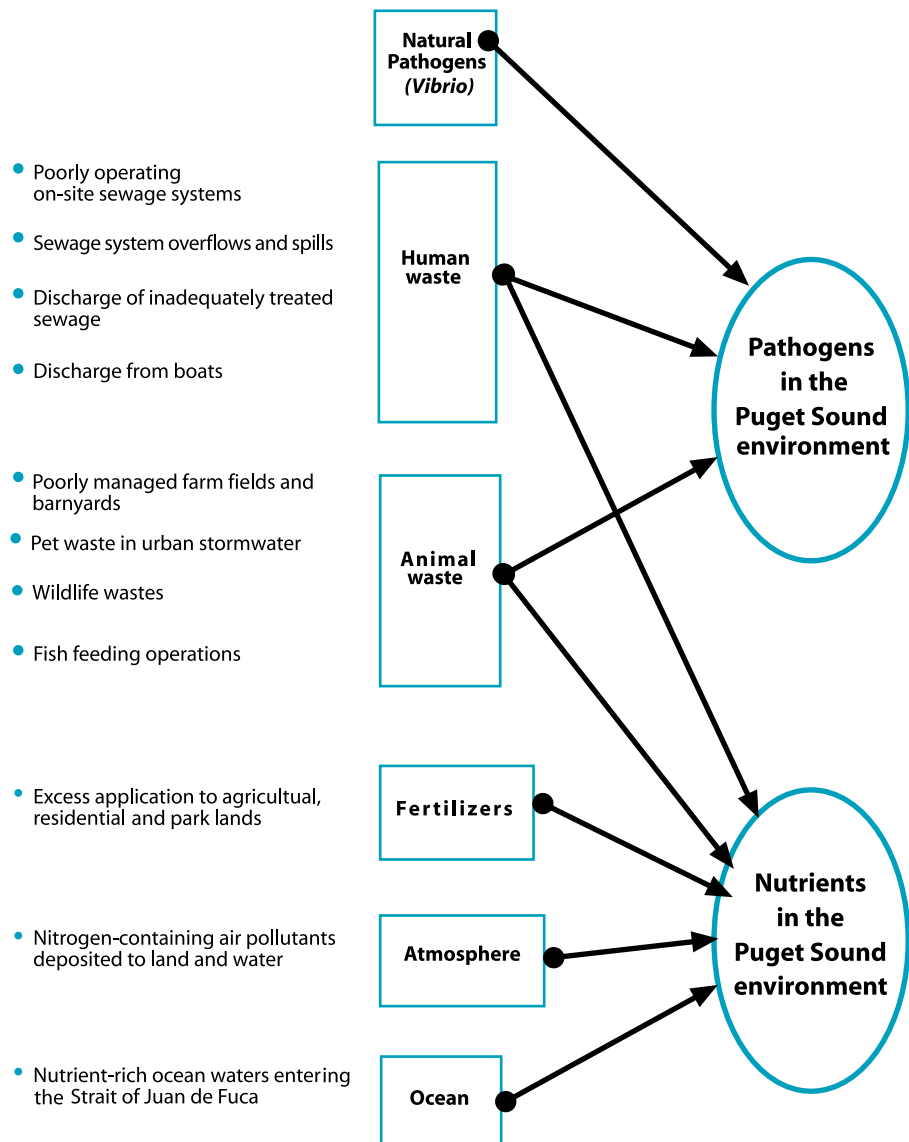 Natural
Pathogens
(Vibrio)
• Poorly operating
on-site sewage systems
• Sewage system overflows and spills
• Discharge of inadequately treated
sewage
• Discharge from boats
Human
waste
Pathogens
in the
Puget Sound
environment
• Poorly managed farm fields and
barnyards
• Pet waste in urban stormwater
• Wildlife wastes
• Fish feeding operations
Animal
waste
• Excess application to agricultual,
residential and park lands
Fertilizers
• Nitrogen-containing air pollutants
deposited to land and water
Atmosphere
Nutrients
in the
Puget Sound
environment
• Nutrient-rich ocean waters entering
the Strait of Juan de Fuca
Ocean